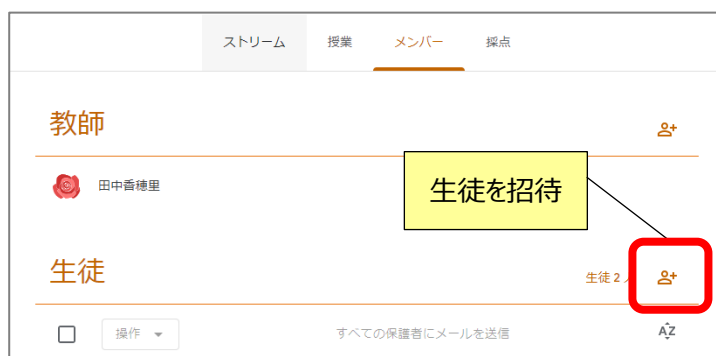 ストリーム 授業 メンバー 採点
教師
田中香穂里
生徒を招待
生徒
生徒 2 人
操作
すべての保護者にメールを送信
AZ